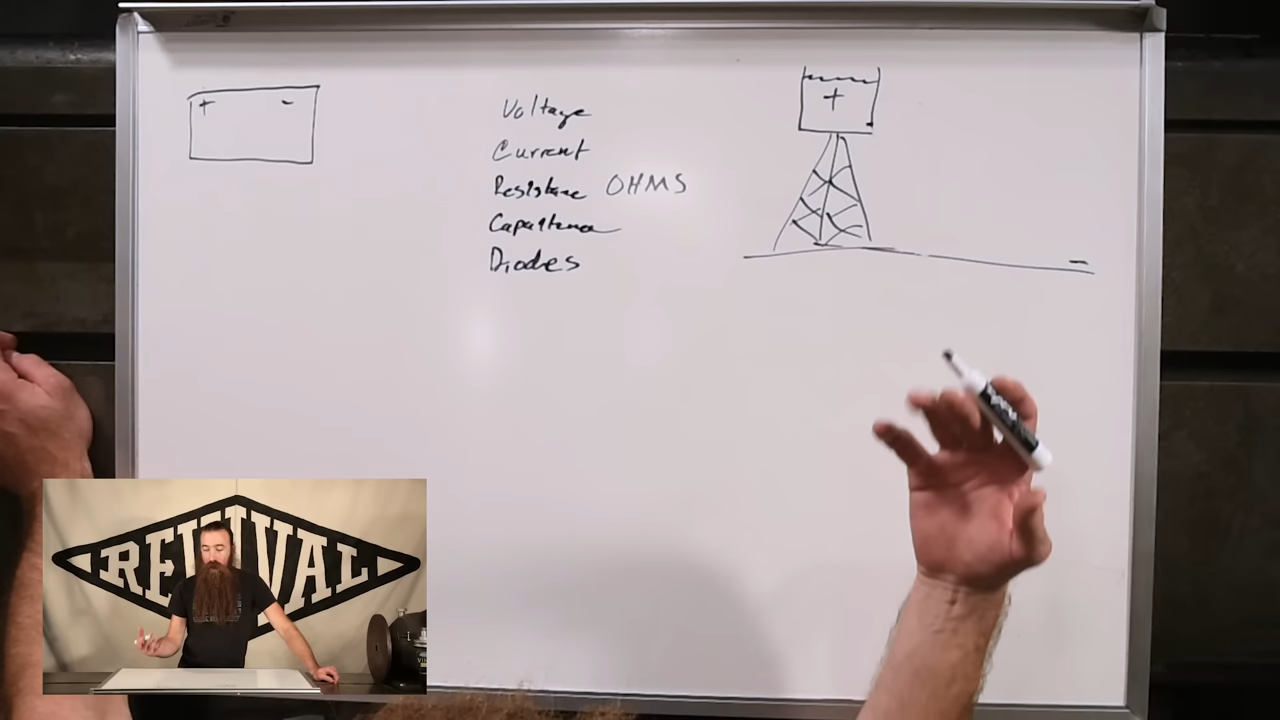 + -
Voltage
Current
Resistance OHMS
Capacitance
Diodes
+
-
REVIVAL